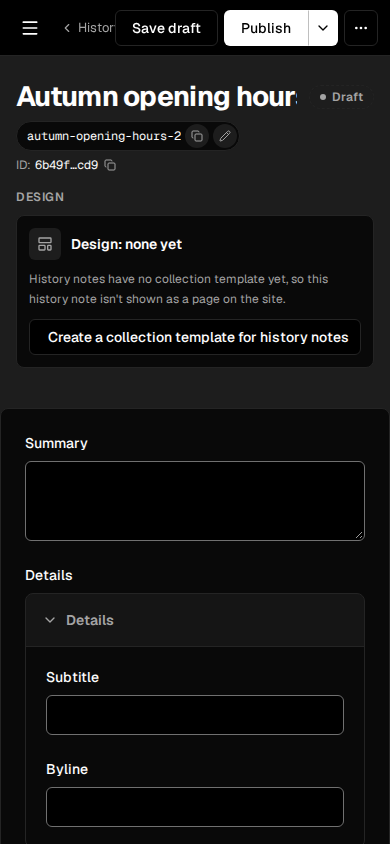 Histor
Save draft
Publish
Autumn opening hours
Draft
autumn-opening-hours-2
ID: 6b49f…cd9
DESIGN
Design: none yet
History notes have no collection template yet, so this
history note isn't shown as a page on the site.
Create a collection template for history notes
Summary
Details
Details
Subtitle
Byline